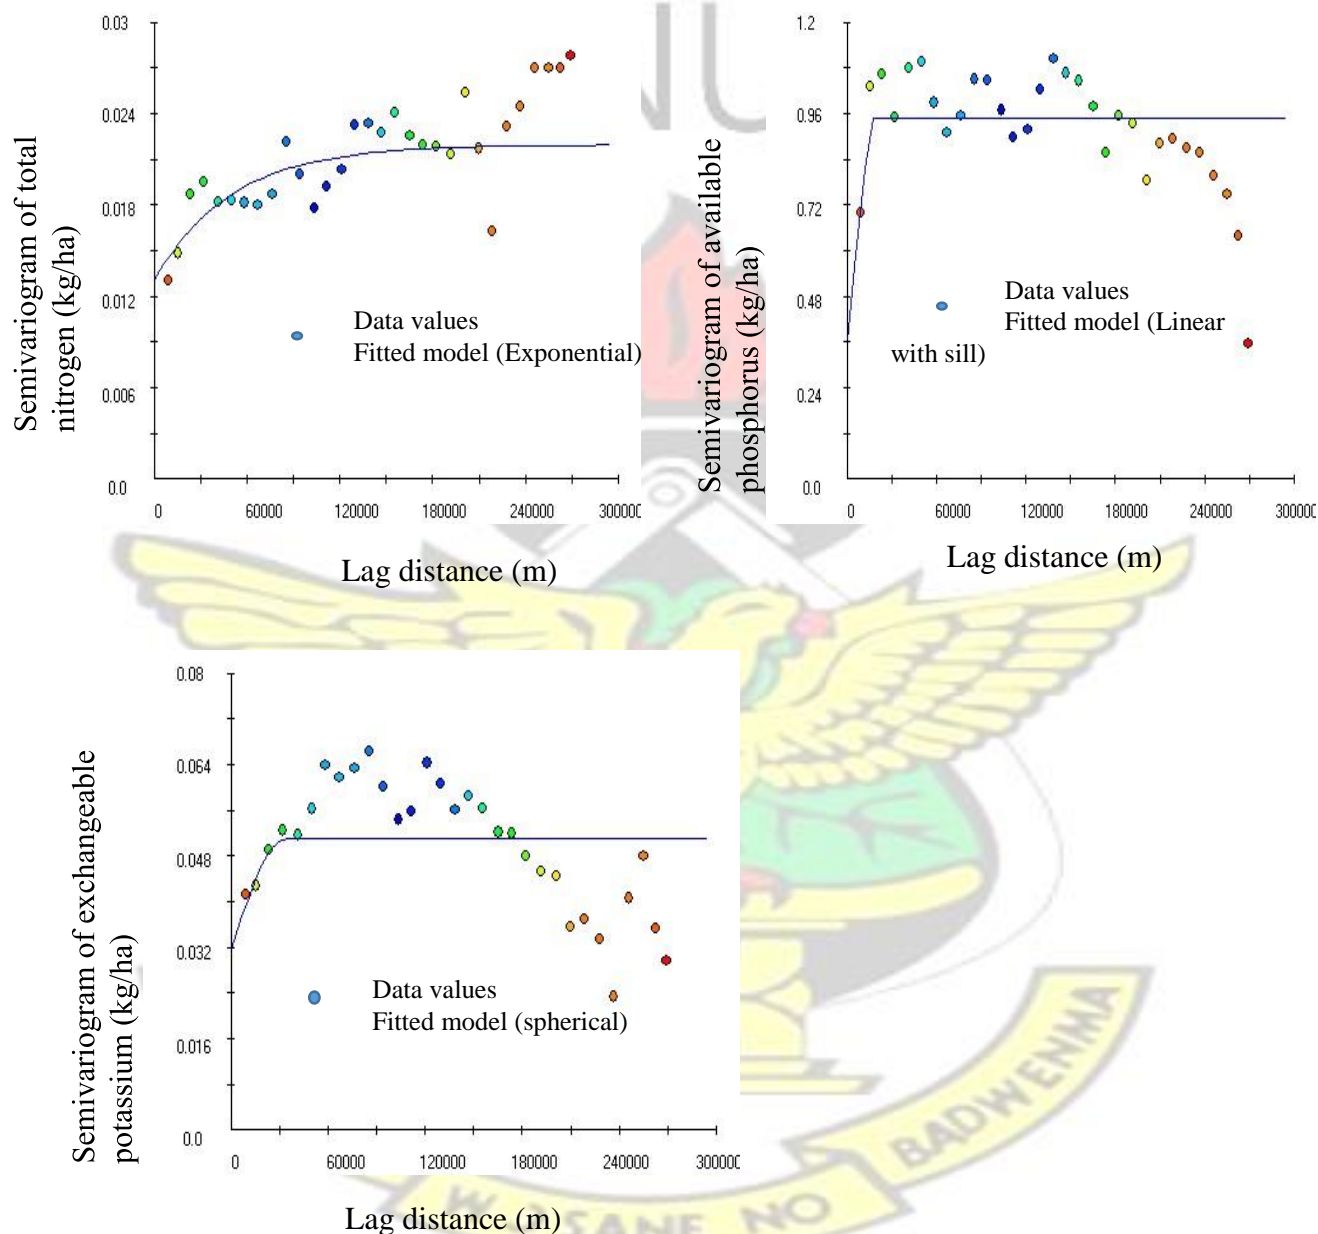 0.03
0.024
0.018
0.012
0.006
0.0
Semivariogram of total
nitrogen (kg/ha)
Data values
Fitted model (Exponential)
0 60000 120000 180000 240000 300000
Lag distance (m)
1.2
0.96
0.72
0.48
0.24
0.0
Semivariogram of available
phosphorus (kg/ha)
Data values
Fitted model (Linear
with sill)
0 60000 120000 180000 240000 300000
Lag distance (m)
0.08
0.064
0.048
0.032
0.016
0.0
Semivariogram of exchangeable
potassium (kg/ha)
Data values
Fitted model (spherical)
0 60000 120000 180000 240000 300000
Lag distance (m)
NU
BADWENMA
W SANE NO